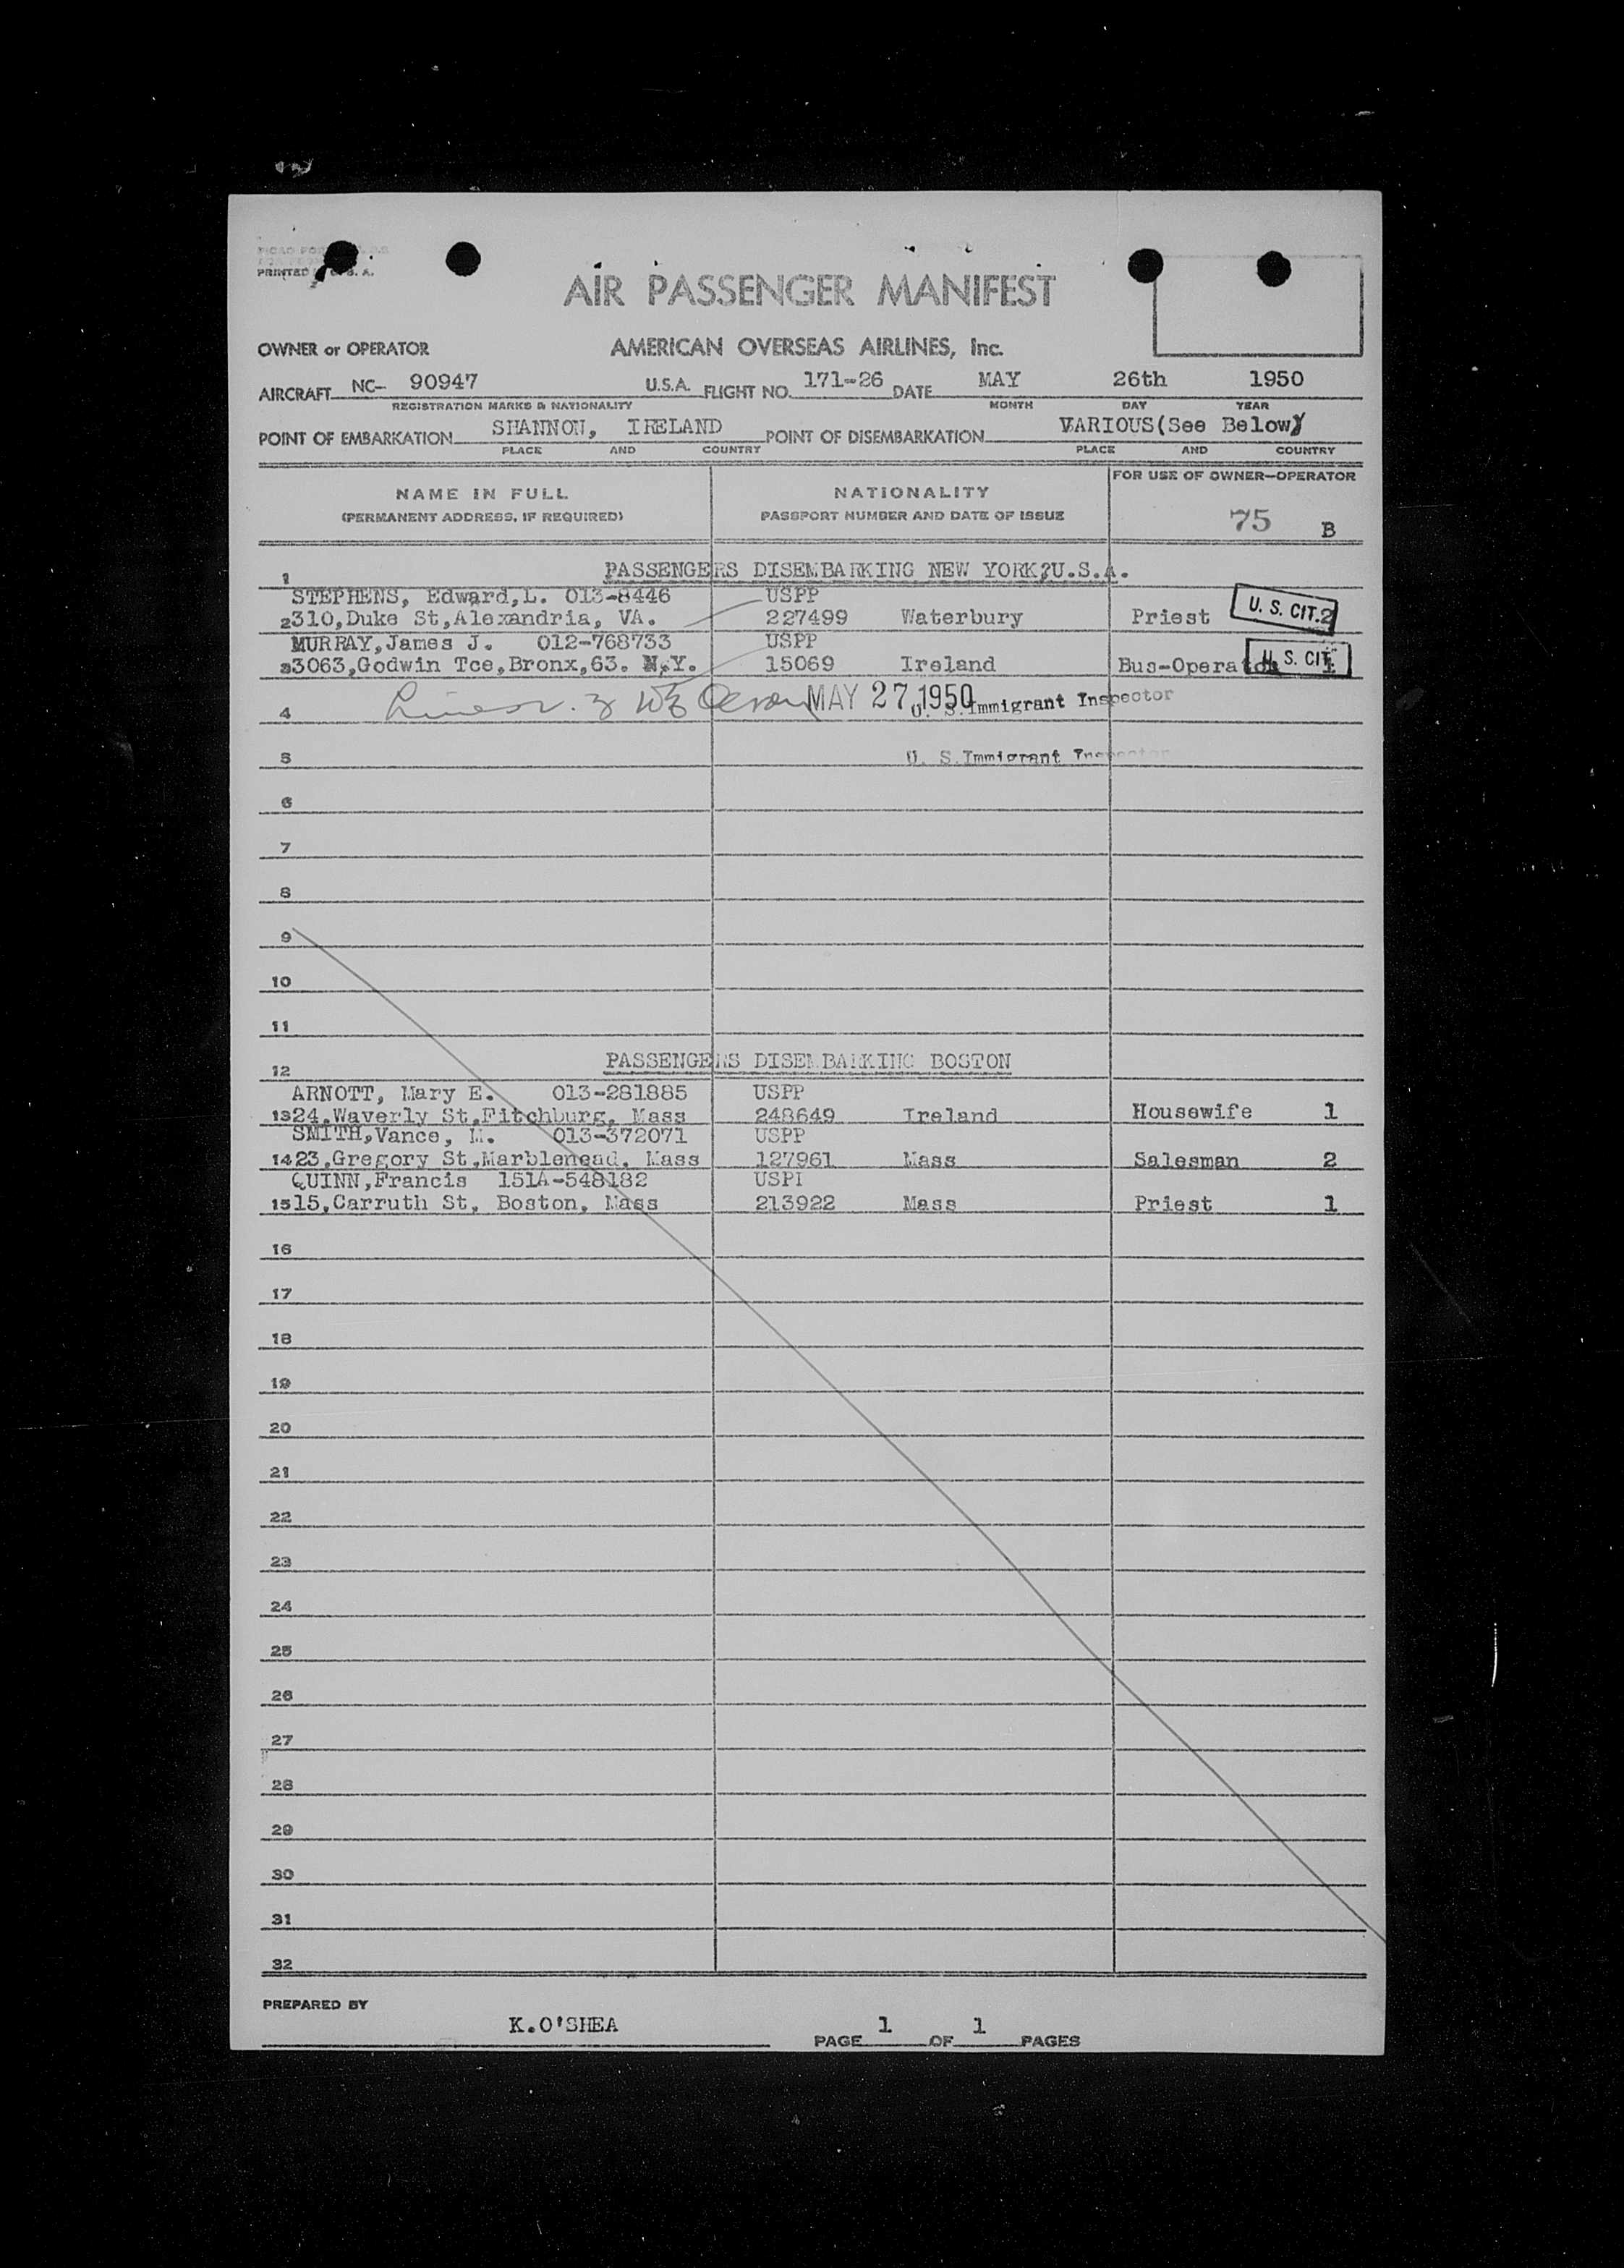 PRINTED
AIR PASSENGER MANIFEST
OWNER or OPERATOR AMERICAN OVERSEAS AIRLINES, Inc.
AIRCRAFT NC- 90947 U.S.A. FLIGHT NO. 171-26 DATE MAY 26th 1950
REGISTRATION MARKS & NATIONALITY MONTH DAY YEAR
POINT OF EMBARKATION SHANNON, IRELAND POINT OF DISEMBARKATION VARIOUS(See Below)
PLACE AND COUNTRY PLACE AND COUNTRY
NAME IN FULL NATIONALITY FOR USE OF OWNER-OPERATOR
(PERMANENT ADDRESS, IF REQUIRED) PASSPORT NUMBER AND DATE OF ISSUE 75 B
1 PASSENGERS DISEMBARKING NEW YORK,U.S.A.
STEPHENS, Edward,L. 013-8446 USPP
2 310,Duke St,Alexandria, VA. 227499 Waterbury Priest U. S. CIT. 2
MURRAY,James J. 012-768733 USPP
3 3063,Godwin Tce,Bronx,63. N.Y. 15069 Ireland Bus-Operator U. S. CIT. 1
4 MAY 27 1950 U. S. Immigrant Inspector
5 U. S. Immigrant Inspector
6
7
8
9
10
11
12 PASSENGERS DISEMBARKING BOSTON
ARNOTT, Mary E. 013-281885 USPP
13 24,Waverly St,Fitchburg, Mass 248649 Ireland Housewife 1
SMITH,Vance, M. 013-372071 USPP
14 23,Gregory St,Marblehead, Mass 127961 Mass Salesman 2
QUINN,Francis 151A-548182 USPI
15 15,Carruth St, Boston, Mass 213922 Mass Priest 1
16
17
18
19
20
21
22
23
24
25
26
27
28
29
30
31
32
PREPARED BY
K.O'SHEA
PAGE 1 OF 1 PAGES